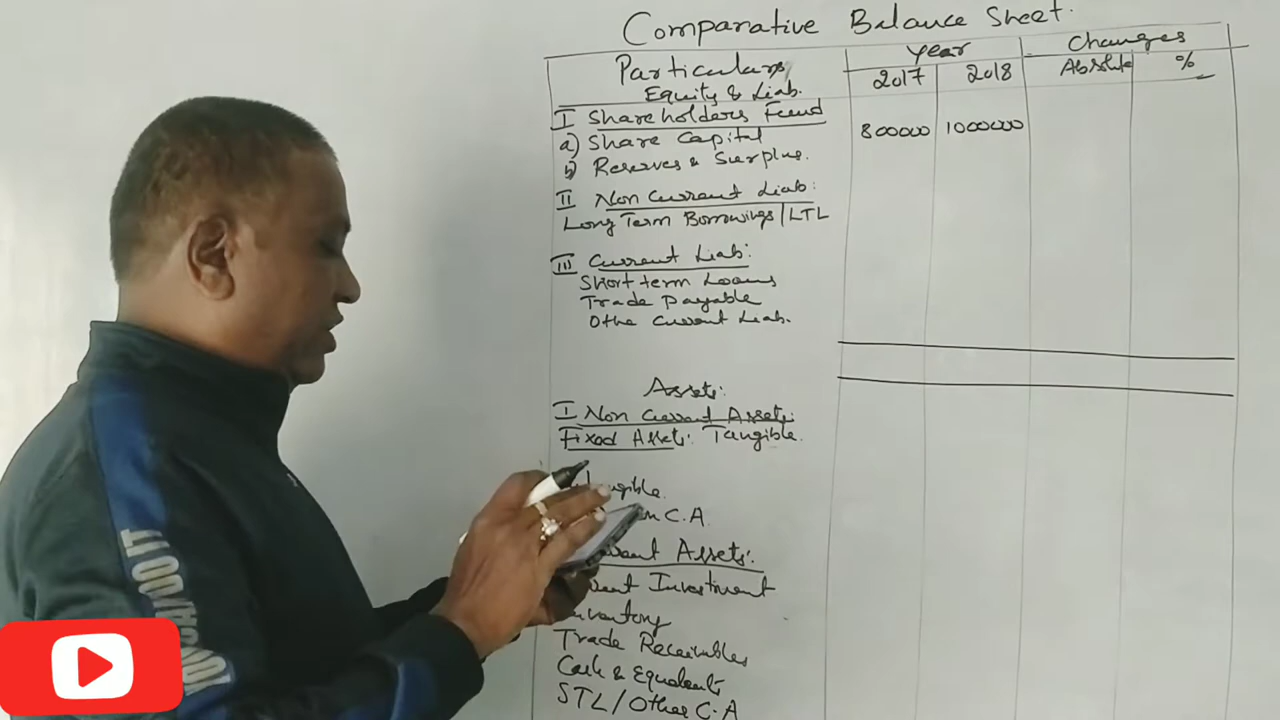 Comparative Balance Sheet.
Particulars Year Changes
Equity & Liab. 2017 2018 Absolute %
I Shareholders Fund
a) Share Capital 800000 1000000
b) Reserves & Surplus.
II Non Current Liab:
Long Term Borrowings/LTL
III Current Liab:
Short term Loans
Trade Payable
Othe Current Liab.
Assets:
I Non Current Assets:
Fixed Assets: Tangible.
C.A
Assets:
Investment
Inventory
Trade Receivables
Cash & Equivalents
STL/Other C.A